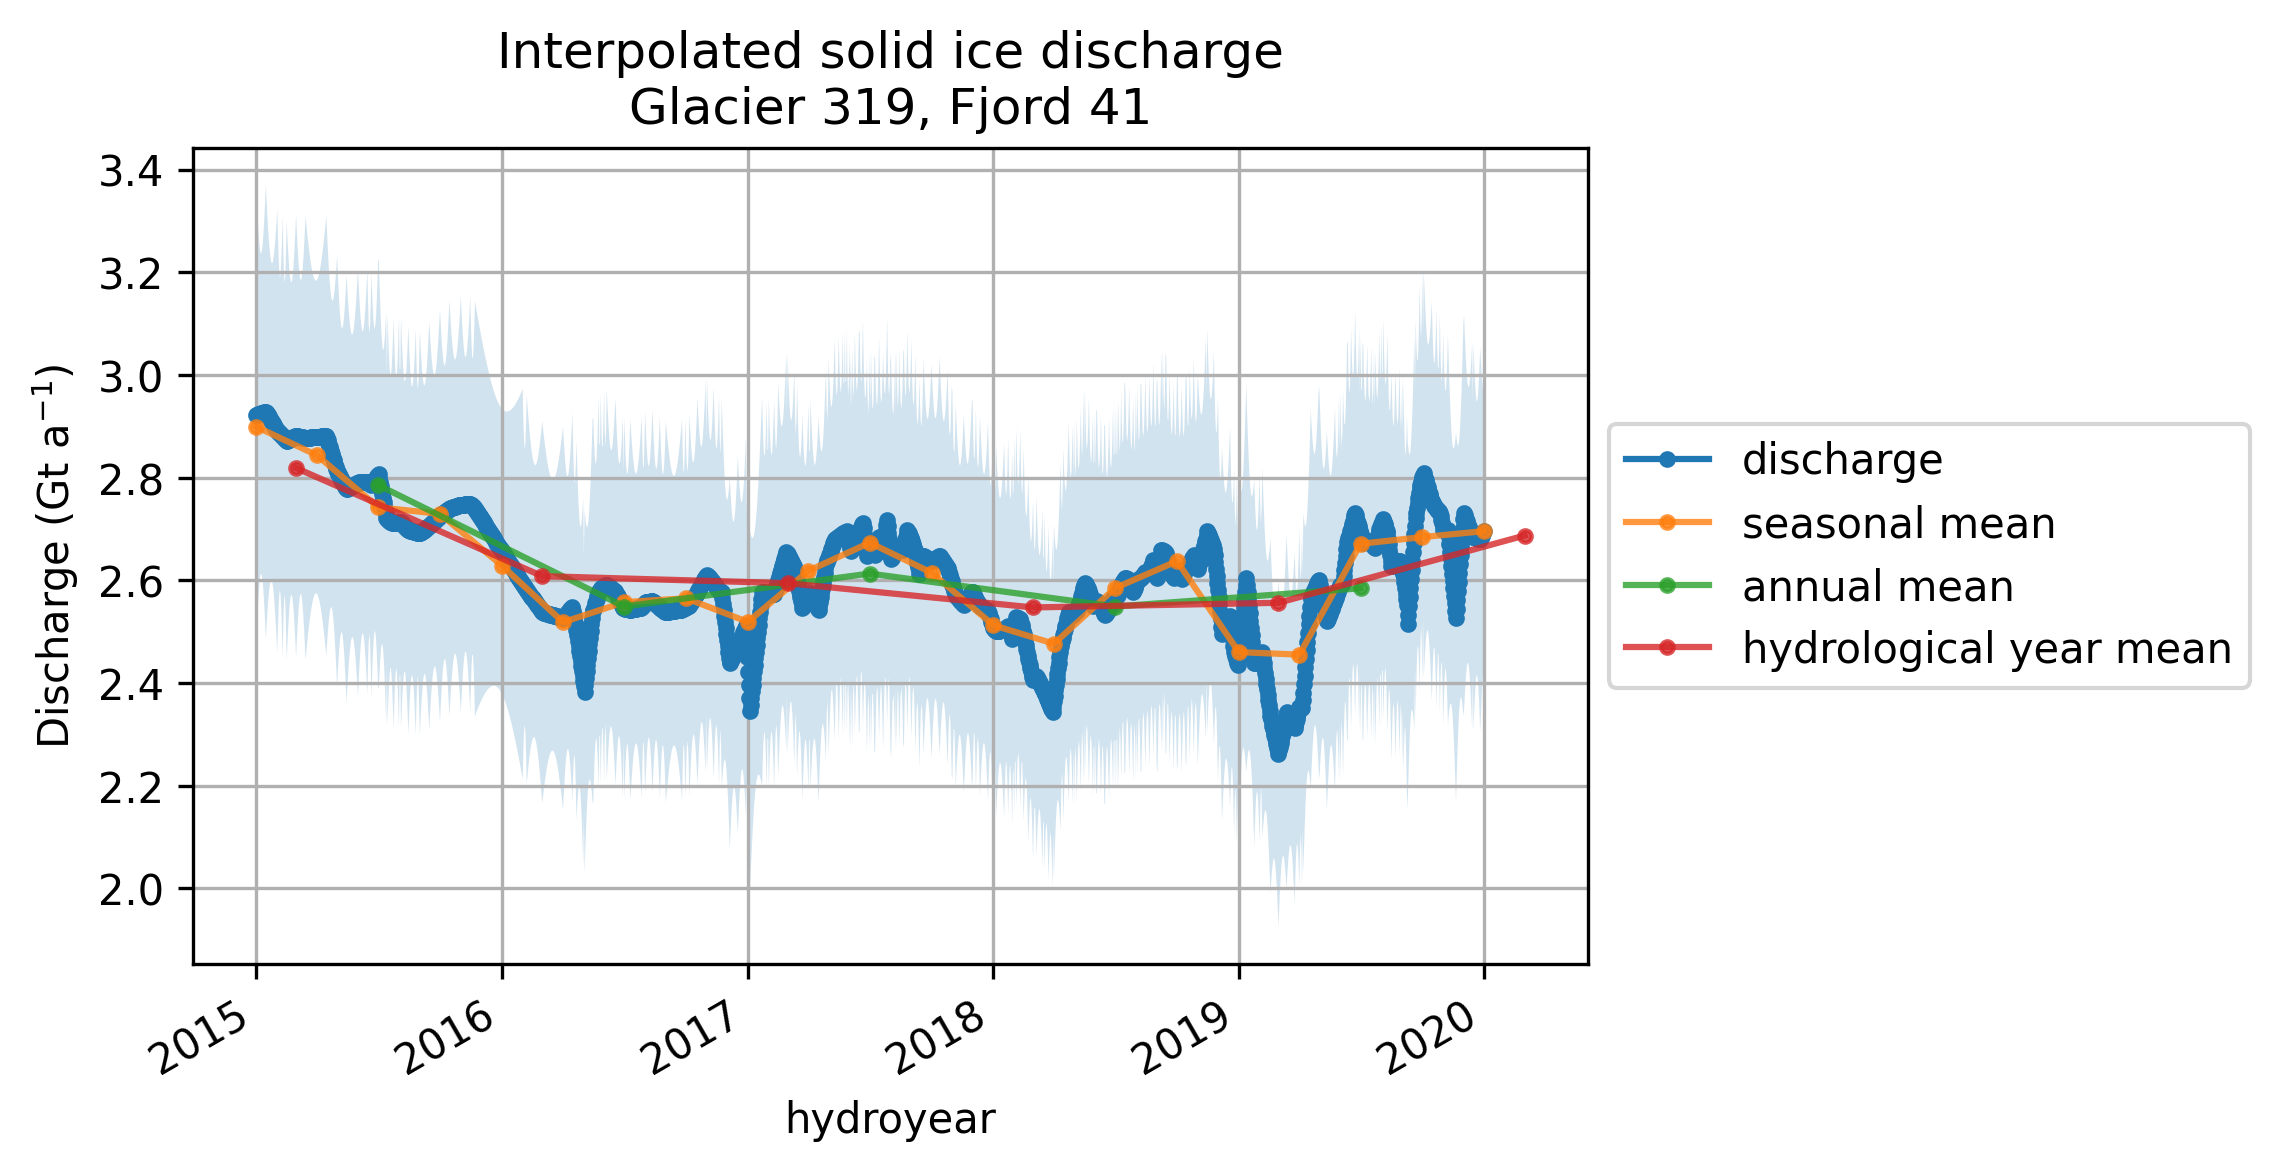 Interpolated solid ice discharge
Glacier 319, Fjord 41
Discharge (Gt a⁻¹)
3.4
3.2
3.0
2.8
2.6
2.4
2.2
2.0
2015
2016
2017
2018
2019
2020
hydroyear
discharge
seasonal mean
annual mean
hydrological year mean